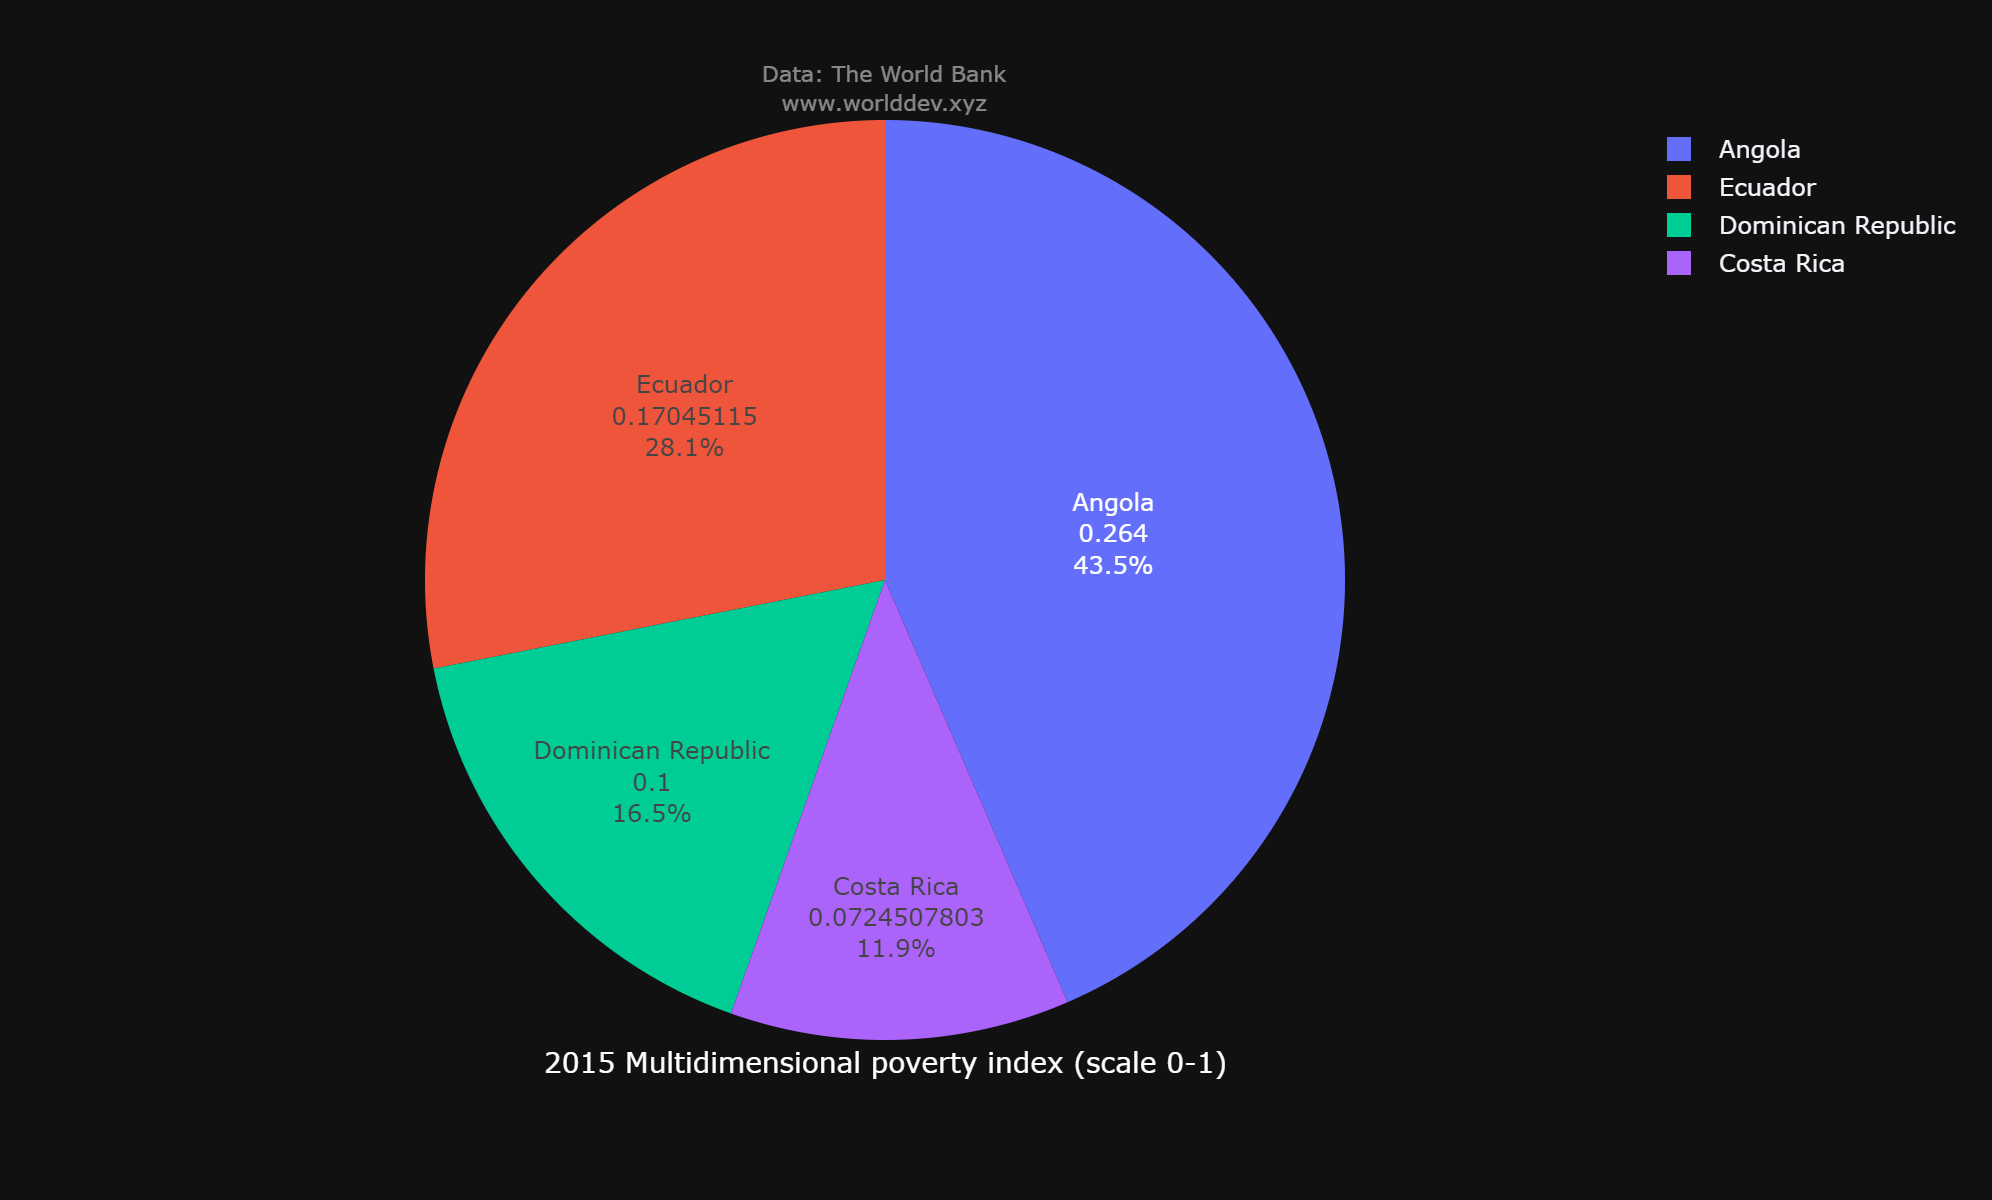 Data: The World Bank
www.worlddev.xyz
Angola
Ecuador
Dominican Republic
Costa Rica
Ecuador
0.17045115
28.1%
Angola
0.264
43.5%
Dominican Republic
0.1
16.5%
Costa Rica
0.0724507803
11.9%
2015 Multidimensional poverty index (scale 0-1)